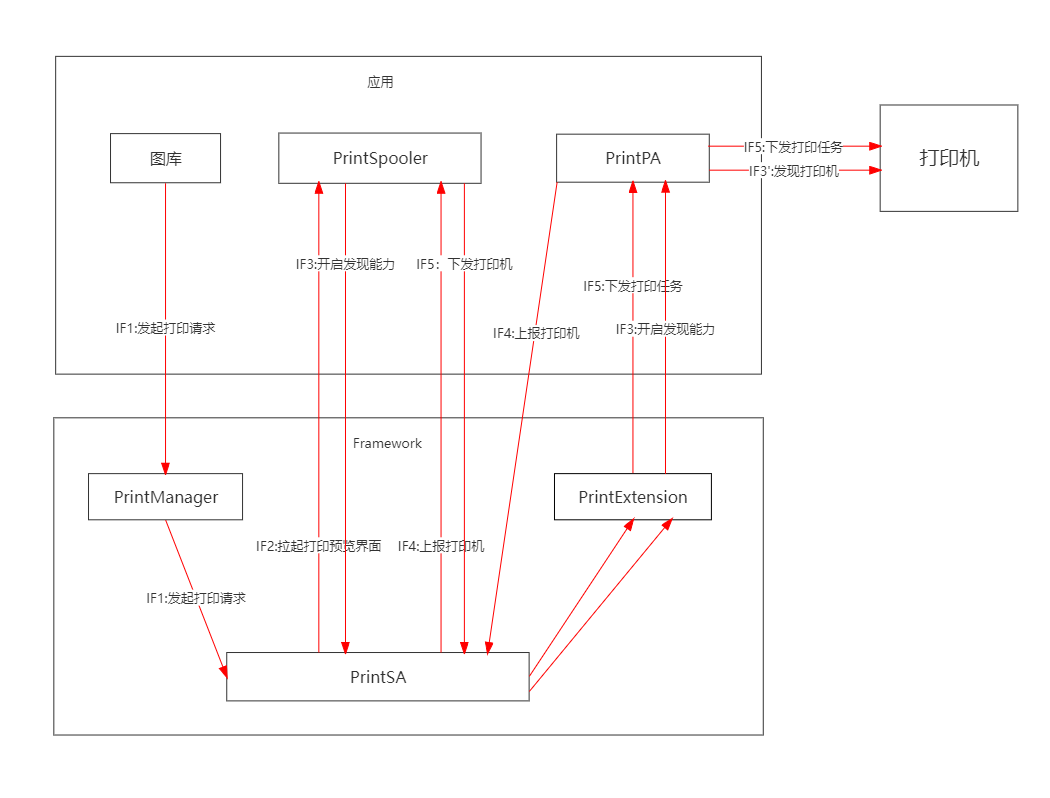 应用
图库
PrintSpooler
PrintPA
打印机
IF5:下发打印任务
IF3':发现打印机
IF3:开启发现能力
IF5：下发打印机
IF5:下发打印任务
IF1:发起打印请求
IF4:上报打印机
IF3:开启发现能力
Framework
PrintManager
PrintExtension
IF2:拉起打印预览界面
IF4:上报打印机
IF1:发起打印请求
PrintSA